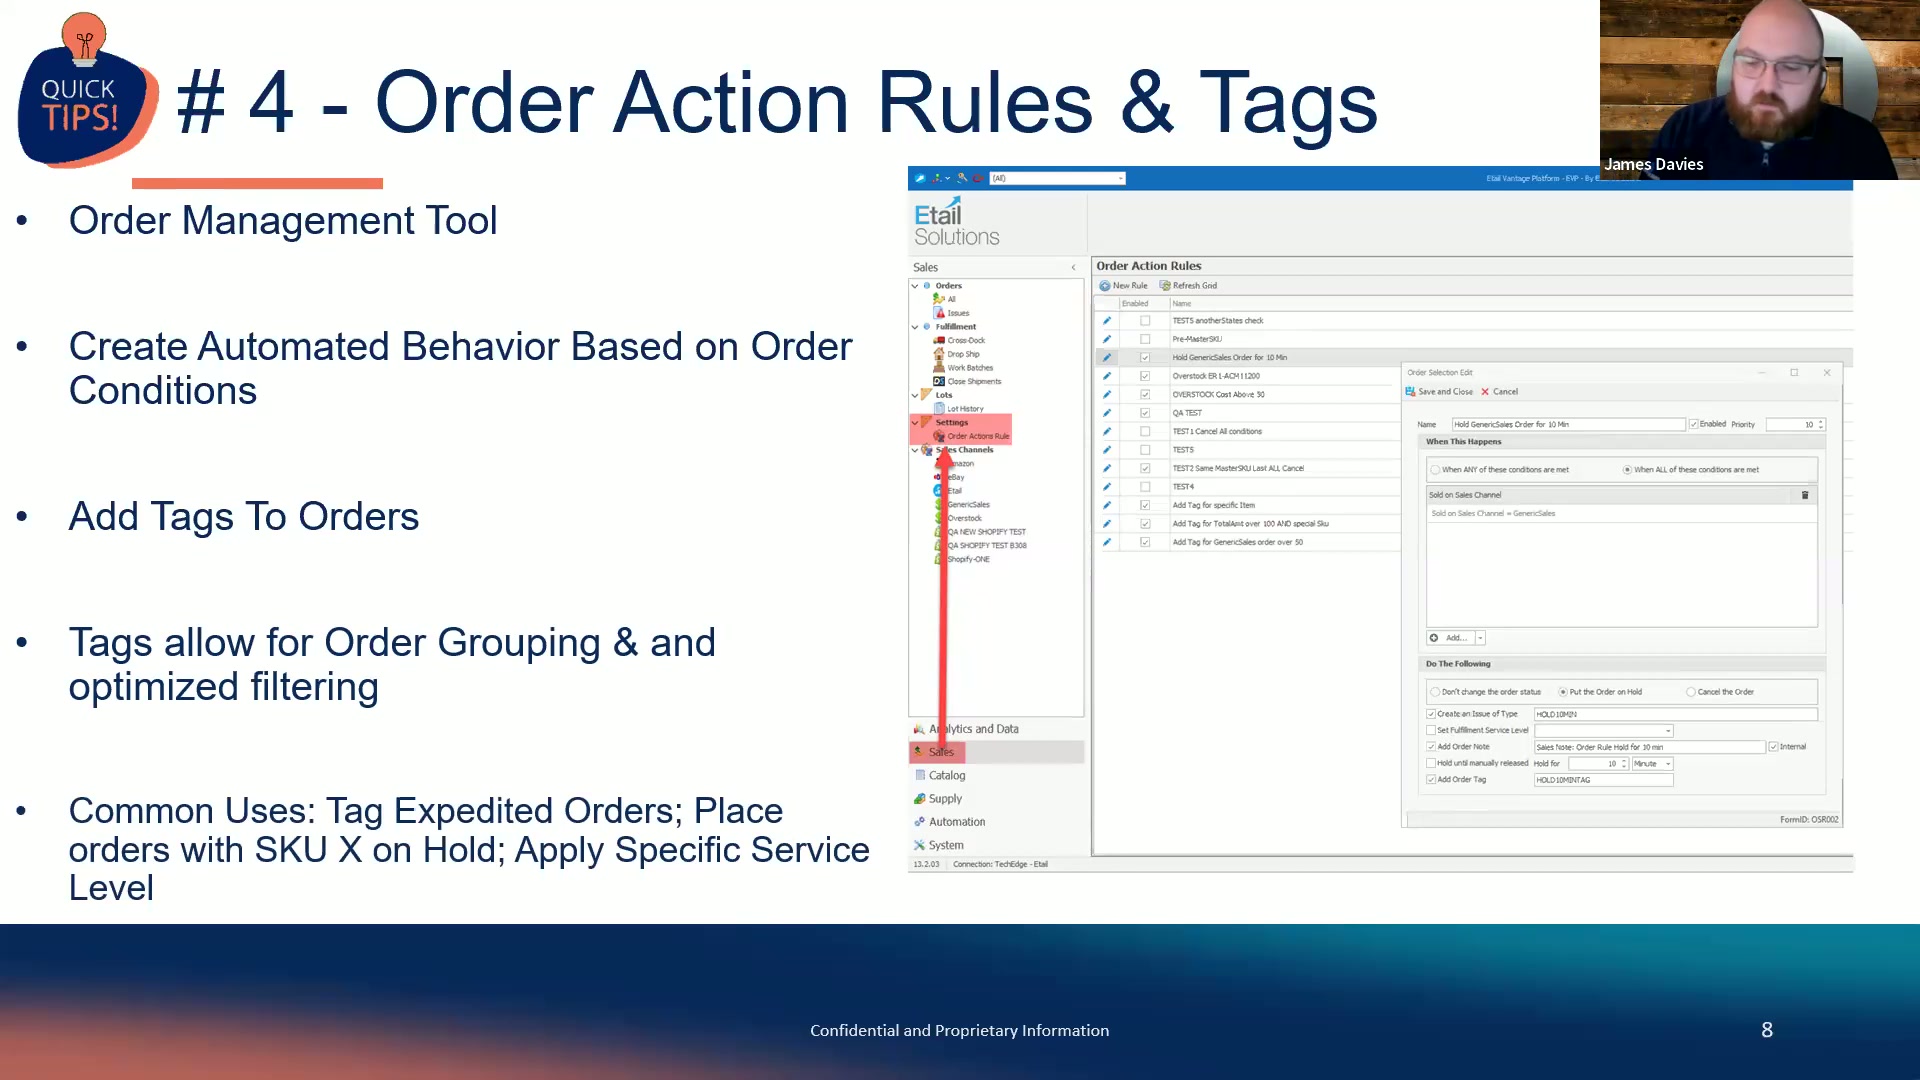 QUICK
TIPS!
# 4 - Order Action Rules & Tags
James Davies
• Order Management Tool
• Create Automated Behavior Based on Order
Conditions
• Add Tags To Orders
• Tags allow for Order Grouping & and
optimized filtering
• Common Uses: Tag Expedited Orders; Place
orders with SKU X on Hold; Apply Specific Service
Level
(All)
Etail Vantage Platform - EVP - By
Etail
Solutions
Sales
Orders
All
Issues
Fulfillment
Cross-Dock
Drop Ship
Work Batches
Close Shipments
Lots
Lot History
Settings
Order Actions Rule
Sales Channels
Amazon
eBay
Etail
GenericSales
Overstock
QA NEW SHOPIFY TEST
QA SHOPIFY TEST B308
Shopify-ONE
Analytics and Data
Sales
Catalog
Supply
Automation
System
13.2.03 Connection: TechEdge - Etail
Order Action Rules
New Rule Refresh Grid
Enabled Name
TEST5 anotherStates check
Pre-MasterSKU
Hold GenericSales Order for 10 Min
Overstock ER L-ACM11200
OVERSTOCK Cost Above 50
QA TEST
TEST1 Cancel All conditions
TEST5
TEST2 Same MasterSKU Last ALL Cancel
TEST4
Add Tag for specific Item
Add Tag for TotalAmt over 100 AND special Sku
Add Tag for GenericSales order over 50
Order Selection Edit
Save and Close Cancel
Name Hold GenericSales Order for 10 Min Enabled Priority 10
When This Happens
When ANY of these conditions are met When ALL of these conditions are met
Sold on Sales Channel
Sold on Sales Channel = GenericSales
Add...
Do The Following
Don't change the order status Put the Order on Hold Cancel the Order
Create an Issue of Type HOLD10MIN
Set Fulfillment Service Level
Add Order Note Sales Note: Order Rule Hold for 10 min Internal
Hold until manually released Hold for 10 Minute
Add Order Tag HOLD10MINTAG
FormID: OSR002
Confidential and Proprietary Information
8